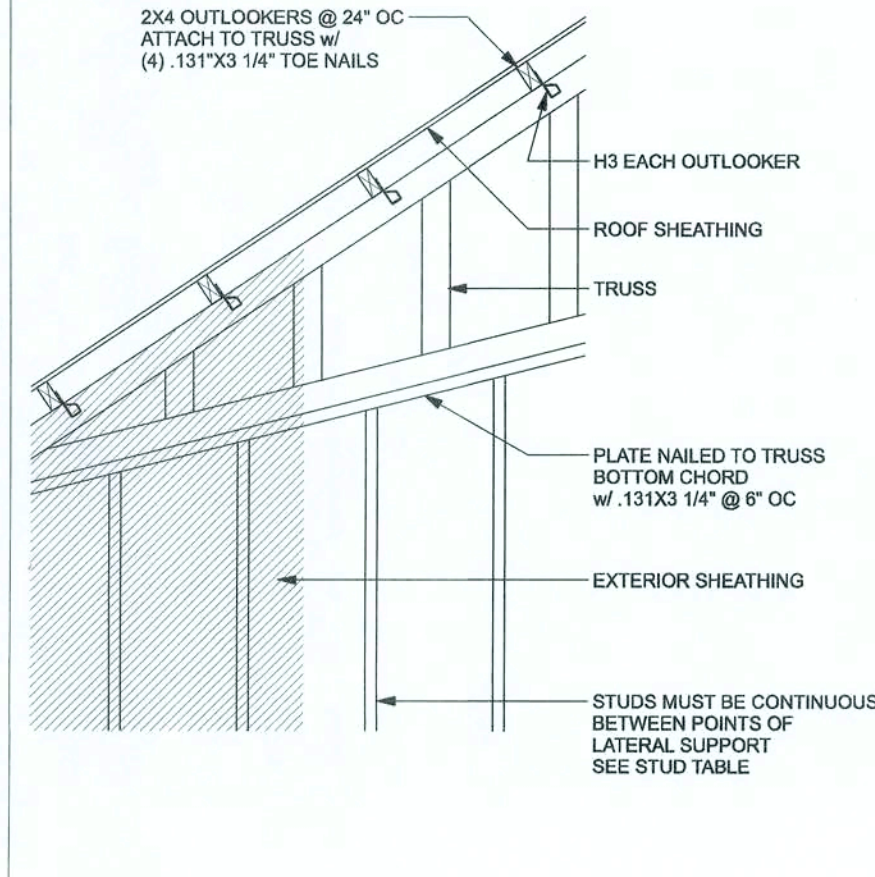 2X4 OUTLOOKERS @ 24" OC
ATTACH TO TRUSS w/
(4) .131"X3 1/4" TOE NAILS
H3 EACH OUTLOOKER
ROOF SHEATHING
TRUSS
PLATE NAILED TO TRUSS
BOTTOM CHORD
w/ .131X3 1/4" @ 6" OC
EXTERIOR SHEATHING
STUDS MUST BE CONTINUOUS
BETWEEN POINTS OF
LATERAL SUPPORT
SEE STUD TABLE